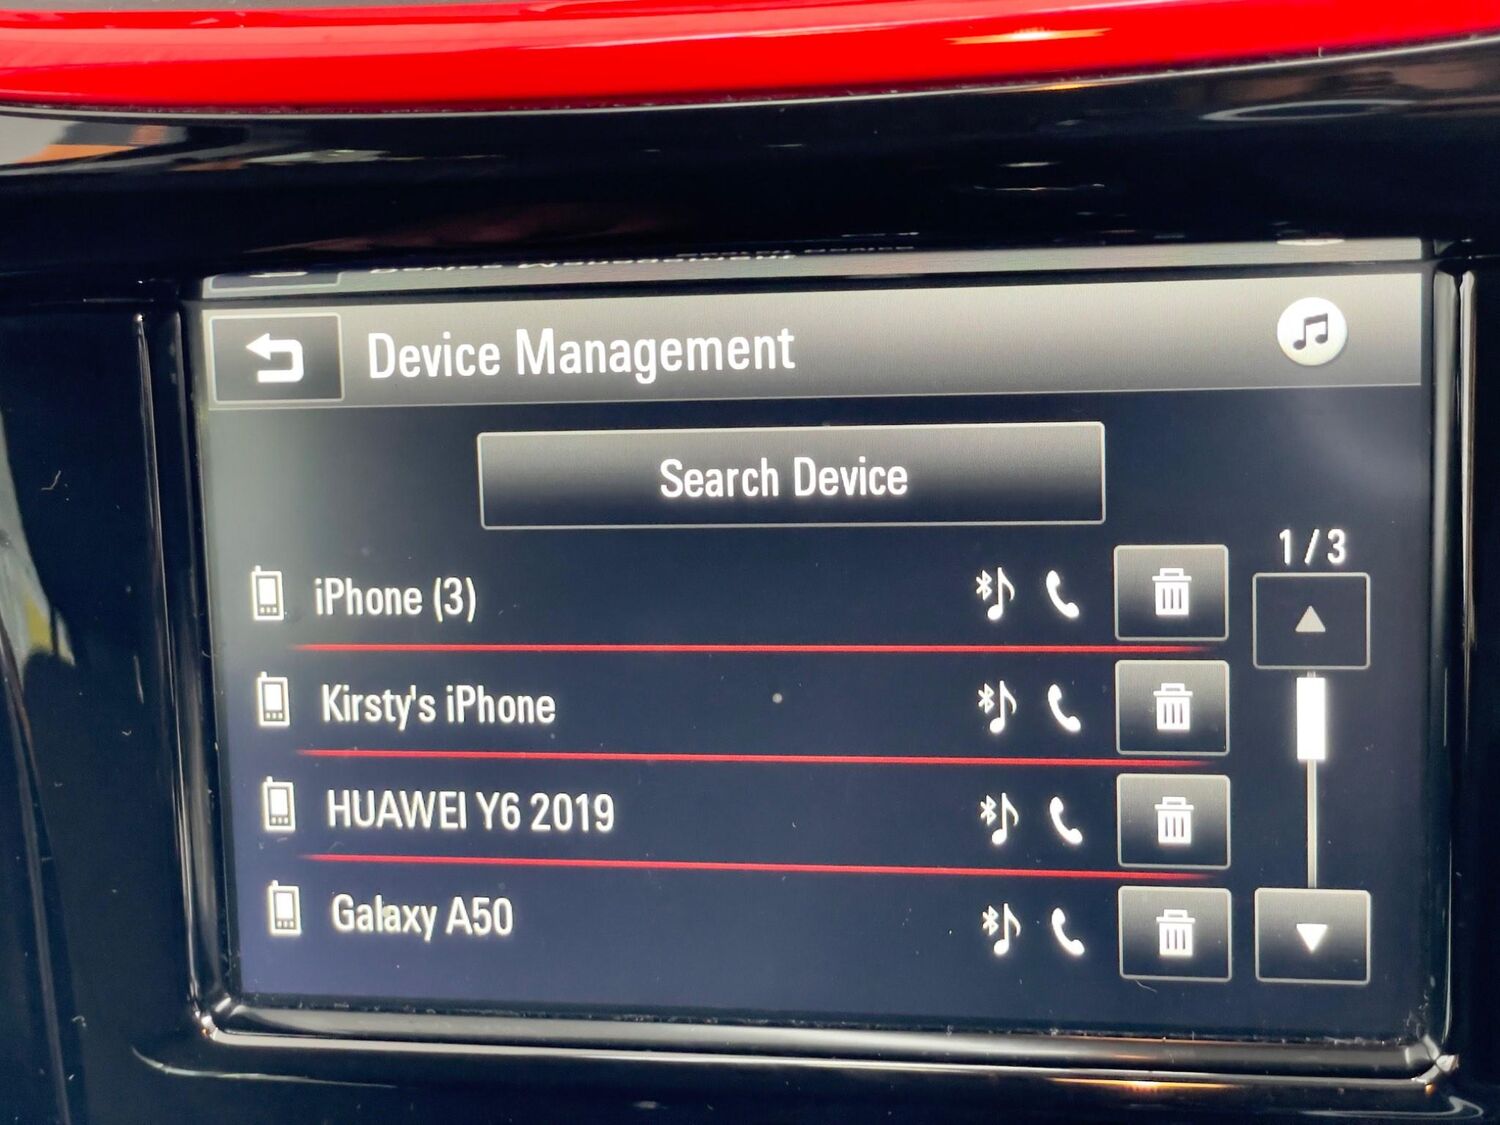 Device Management
Search Device
1/3
iPhone (3)
Kirsty's iPhone
HUAWEI Y6 2019
Galaxy A50